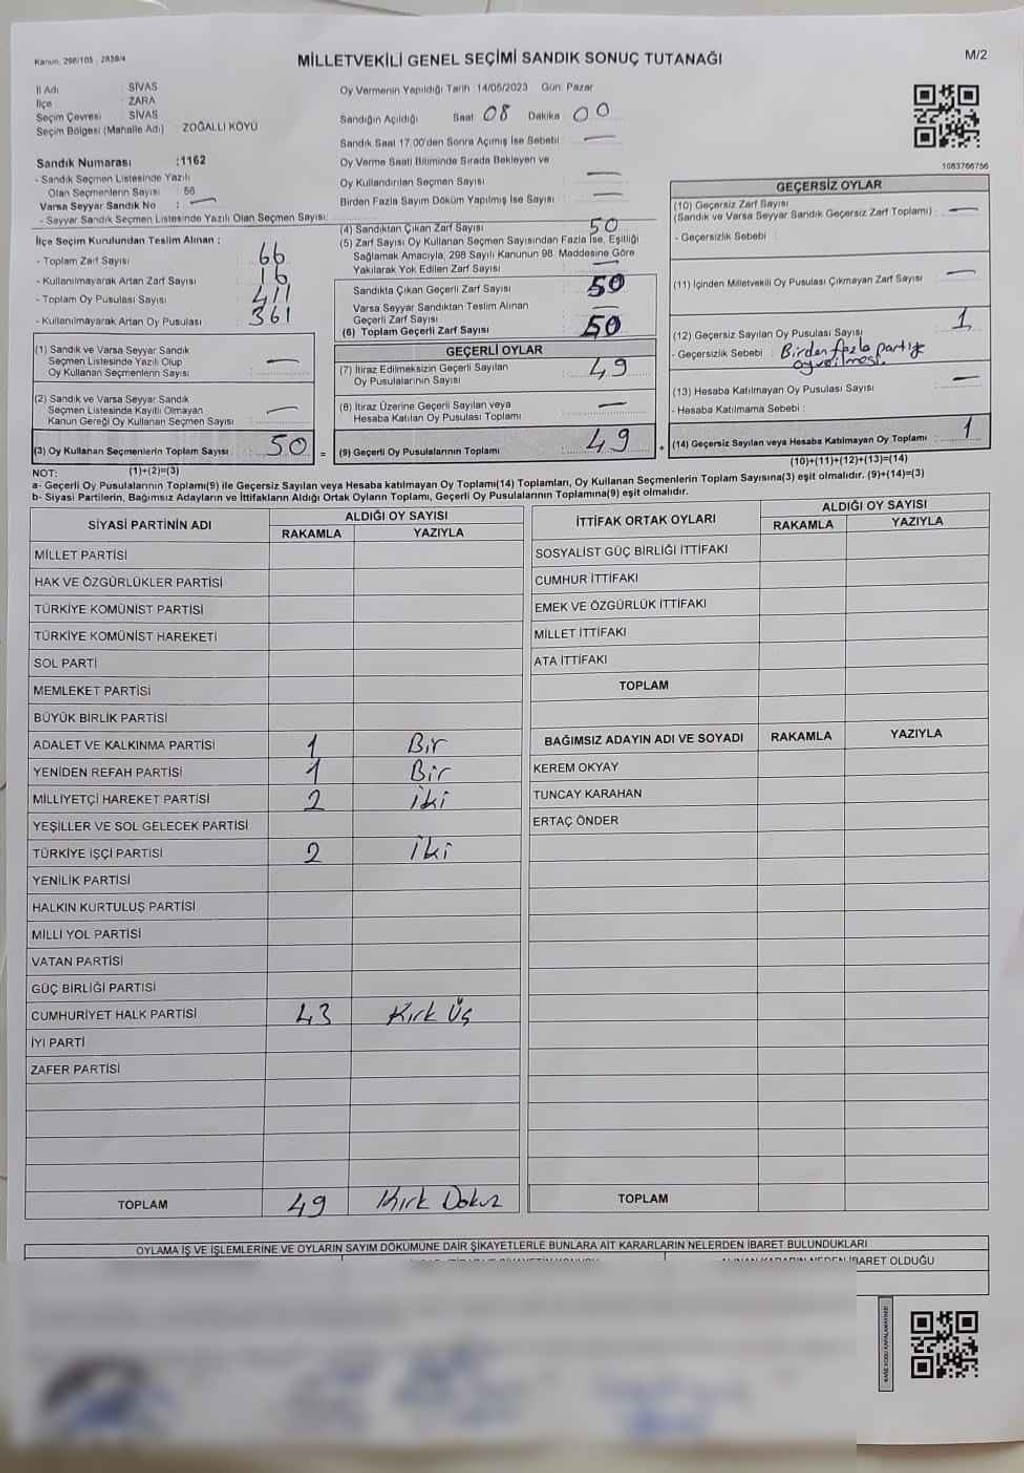 Kanun: 298/105 - 2839/4
MİLLETVEKİLİ GENEL SEÇİMİ SANDIK SONUÇ TUTANAĞI
M/2
İl Adı : SİVAS
İlçe : ZARA
Seçim Çevresi : SİVAS
Seçim Bölgesi (Mahalle Adı) ZOĞALLI KÖYÜ
Sandık Numarası :1162
- Sandık Seçmen Listesinde Yazılı
Olan Seçmenlerin Sayısı : 56
Varsa Seyyar Sandık No : —
- Seyyar Sandık Seçmen Listesinde Yazılı Olan Seçmen Sayısı:
Oy Vermenin Yapıldığı Tarih 14/05/2023 Gün: Pazar
Sandığın Açıldığı Saat 08 Dakika 00
Sandık Saat 17.00'den Sonra Açılmış İse Sebebi —
Oy Verme Saati Bitiminde Sırada Bekleyen ve
Oy Kullandırılan Seçmen Sayısı —
Birden Fazla Sayım Döküm Yapılmış İse Sayısı —
1083766756
İlçe Seçim Kurulundan Teslim Alınan :
- Toplam Zarf Sayısı 66
- Kullanılmayarak Artan Zarf Sayısı 16
- Toplam Oy Pusulası Sayısı 411
- Kullanılmayarak Artan Oy Pusulası 361
(4) Sandıktan Çıkan Zarf Sayısı 50
(5) Zarf Sayısı Oy Kullanan Seçmen Sayısından Fazla İse, Eşitliği
Sağlamak Amacıyla, 298 Sayılı Kanunun 98. Maddesine Göre
Yakılarak Yok Edilen Zarf Sayısı —
Sandıkta Çıkan Geçerli Zarf Sayısı 50
Varsa Seyyar Sandıktan Teslim Alınan
Geçerli Zarf Sayısı —
(6) Toplam Geçerli Zarf Sayısı 50
GEÇERSİZ OYLAR
(10) Geçersiz Zarf Sayısı
(Sandık ve Varsa Seyyar Sandık Geçersiz Zarf Toplamı) —
- Geçersizlik Sebebi :
(11) İçinden Milletvekili Oy Pusulası Çıkmayan Zarf Sayısı —
(12) Geçersiz Sayılan Oy Pusulası Sayısı 1
- Geçersizlik Sebebi : Birden fazla partiye
oy verilmesi
(13) Hesaba Katılmayan Oy Pusulası Sayısı —
- Hesaba Katılmama Sebebi :
(14) Geçersiz Sayılan veya Hesaba Katılmayan Oy Toplamı 1
(10)+(11)+(12)+(13)=(14)
(1) Sandık ve Varsa Seyyar Sandık
Seçmen Listesinde Yazılı Olup
Oy Kullanan Seçmenlerin Sayısı —
(2) Sandık ve Varsa Seyyar Sandık
Seçmen Listesinde Kayıtlı Olmayan
Kanun Gereği Oy Kullanan Seçmen Sayısı —
(3) Oy Kullanan Seçmenlerin Toplam Sayısı 50 =
(1)+(2)=(3)
GEÇERLİ OYLAR
(7) İtiraz Edilmeksizin Geçerli Sayılan
Oy Pusulalarının Sayısı 49
(8) İtiraz Üzerine Geçerli Sayılan veya
Hesaba Katılan Oy Pusulası Toplamı —
(9) Geçerli Oy Pusulalarının Toplamı 49 +
NOT:
a- Geçerli Oy Pusulalarının Toplamı(9) ile Geçersiz Sayılan veya Hesaba katılmayan Oy Toplamı(14) Toplamları, Oy Kullanan Seçmenlerin Toplam Sayısına(3) eşit olmalıdır. (9)+(14)=(3)
b- Siyasi Partilerin, Bağımsız Adayların ve İttifakların Aldığı Ortak Oyların Toplamı, Geçerli Oy Pusulalarının Toplamına(9) eşit olmalıdır.
SİYASİ PARTİNİN ADI ALDIĞI OY SAYISI
RAKAMLA YAZIYLA
MİLLET PARTİSİ
HAK VE ÖZGÜRLÜKLER PARTİSİ
TÜRKİYE KOMÜNİST PARTİSİ
TÜRKİYE KOMÜNİST HAREKETİ
SOL PARTİ
MEMLEKET PARTİSİ
BÜYÜK BİRLİK PARTİSİ
ADALET VE KALKINMA PARTİSİ 1 Bir
YENİDEN REFAH PARTİSİ 1 Bir
MİLLİYETÇİ HAREKET PARTİSİ 2 iki
YEŞİLLER VE SOL GELECEK PARTİSİ
TÜRKİYE İŞÇİ PARTİSİ 2 iki
YENİLİK PARTİSİ
HALKIN KURTULUŞ PARTİSİ
MİLLİ YOL PARTİSİ
VATAN PARTİSİ
GÜÇ BİRLİĞİ PARTİSİ
CUMHURİYET HALK PARTİSİ 43 Kırk Üç
İYİ PARTİ
ZAFER PARTİSİ
TOPLAM 49 Kırk Dokuz
İTTİFAK ORTAK OYLARI ALDIĞI OY SAYISI
RAKAMLA YAZIYLA
SOSYALİST GÜÇ BİRLİĞİ İTTİFAKI
CUMHUR İTTİFAKI
EMEK VE ÖZGÜRLÜK İTTİFAKI
MİLLET İTTİFAKI
ATA İTTİFAKI
TOPLAM
BAĞIMSIZ ADAYIN ADI VE SOYADI RAKAMLA YAZIYLA
KEREM OKYAY
TUNCAY KARAHAN
ERTAÇ ÖNDER
TOPLAM
OYLAMA İŞ VE İŞLEMLERİNE VE OYLARIN SAYIM DÖKÜMÜNE DAİR ŞİKAYETLERLE BUNLARA AİT KARARLARIN NELERDEN İBARET BULUNDUKLARI
İBARET OLDUĞU